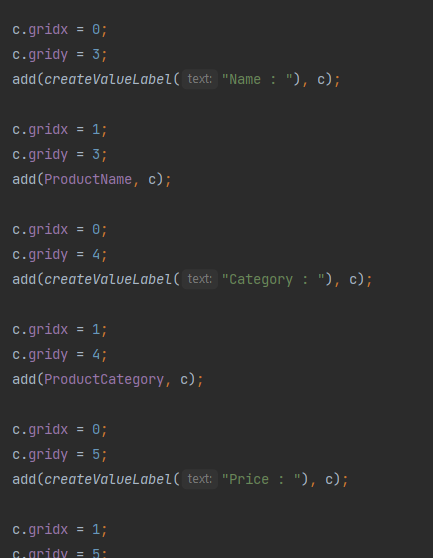 c.gridx = 0;
c.gridy = 3;
add(createValueLabel( text: "Name : "), c);
c.gridx = 1;
c.gridy = 3;
add(ProductName, c);
c.gridx = 0;
c.gridy = 4;
add(createValueLabel( text: "Category : "), c);
c.gridx = 1;
c.gridy = 4;
add(ProductCategory, c);
c.gridx = 0;
c.gridy = 5;
add(createValueLabel( text: "Price : "), c);
c.gridx = 1;
c.gridy = 5;